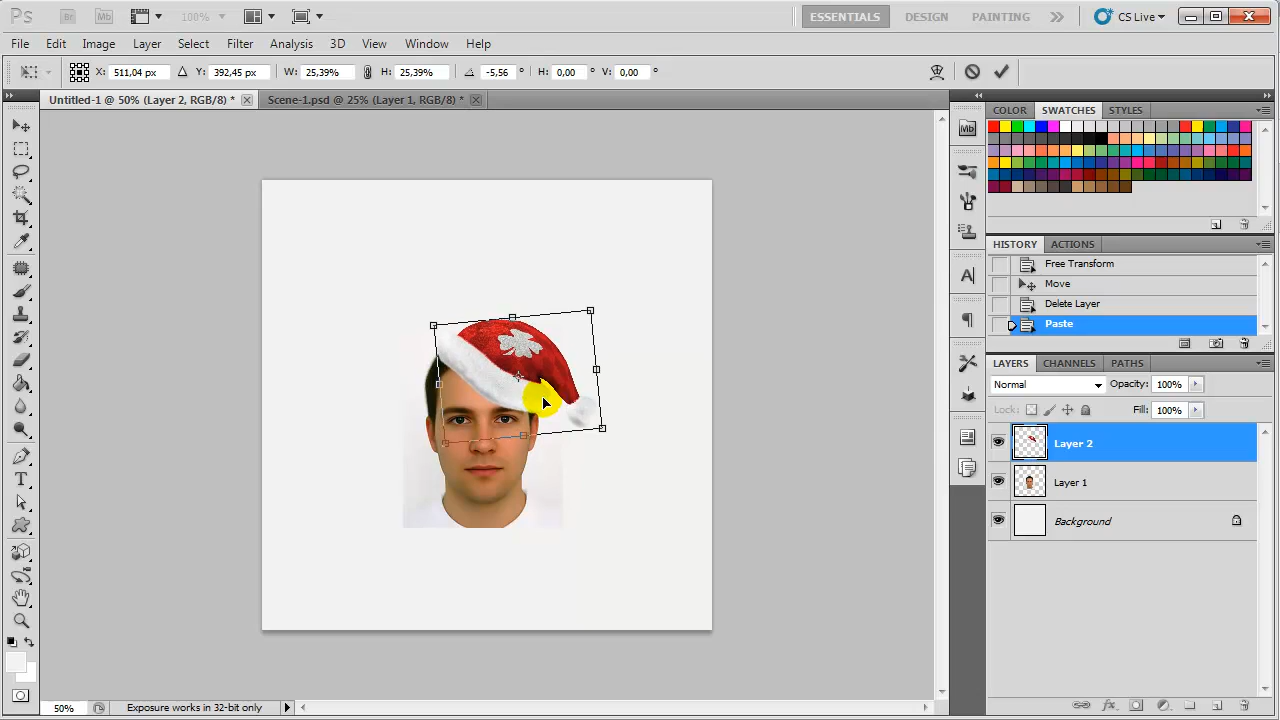 Ps Br Mb 100% ESSENTIALS DESIGN PAINTING CS Live
File Edit Image Layer Select Filter Analysis 3D View Window Help
X: 511,04 px Y: 392,45 px W: 25,39% H: 25,39% -5,56 ° H: 0,00 ° V: 0,00 °
Untitled-1 @ 50% (Layer 2, RGB/8) * Scene-1.psd @ 25% (Layer 1, RGB/8) *
COLOR SWATCHES STYLES
Mb
HISTORY ACTIONS
Free Transform
Move
Delete Layer
Paste
LAYERS CHANNELS PATHS
Normal Opacity: 100%
Lock: Fill: 100%
Layer 2
Layer 1
Background
50% Exposure works in 32-bit only